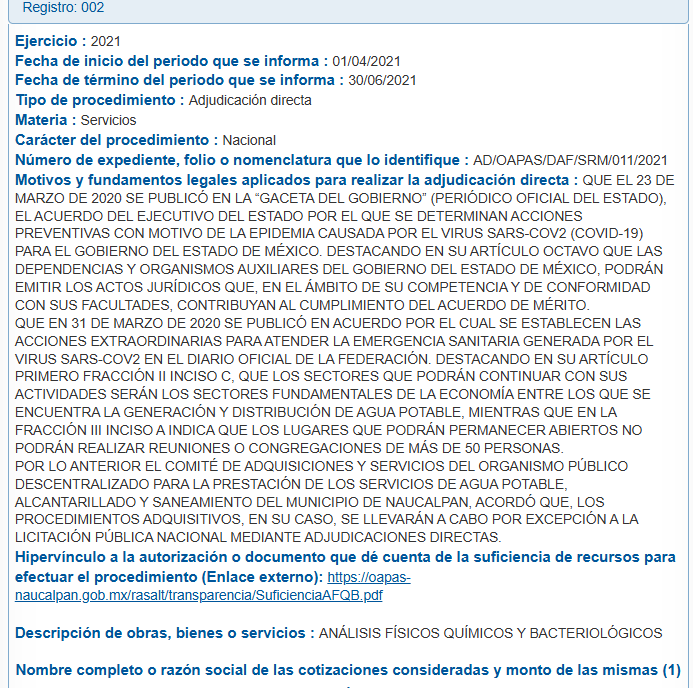 Registro: 002
Ejercicio : 2021
Fecha de inicio del periodo que se informa : 01/04/2021
Fecha de término del periodo que se informa : 30/06/2021
Tipo de procedimiento : Adjudicación directa
Materia : Servicios
Carácter del procedimiento : Nacional
Número de expediente, folio o nomenclatura que lo identifique : AD/OAPAS/DAF/SRM/011/2021
Motivos y fundamentos legales aplicados para realizar la adjudicación directa : QUE EL 23 DE
MARZO DE 2020 SE PUBLICÓ EN LA “GACETA DEL GOBIERNO” (PERIÓDICO OFICIAL DEL ESTADO),
EL ACUERDO DEL EJECUTIVO DEL ESTADO POR EL QUE SE DETERMINAN ACCIONES
PREVENTIVAS CON MOTIVO DE LA EPIDEMIA CAUSADA POR EL VIRUS SARS-COV2 (COVID-19)
PARA EL GOBIERNO DEL ESTADO DE MÉXICO. DESTACANDO EN SU ARTÍCULO OCTAVO QUE LAS
DEPENDENCIAS Y ORGANISMOS AUXILIARES DEL GOBIERNO DEL ESTADO DE MÉXICO, PODRÁN
EMITIR LOS ACTOS JURÍDICOS QUE, EN EL ÁMBITO DE SU COMPETENCIA Y DE CONFORMIDAD
CON SUS FACULTADES, CONTRIBUYAN AL CUMPLIMIENTO DEL ACUERDO DE MÉRITO.
QUE EN 31 DE MARZO DE 2020 SE PUBLICÓ EN ACUERDO POR EL CUAL SE ESTABLECEN LAS
ACCIONES EXTRAORDINARIAS PARA ATENDER LA EMERGENCIA SANITARIA GENERADA POR EL
VIRUS SARS-COV2 EN EL DIARIO OFICIAL DE LA FEDERACIÓN. DESTACANDO EN SU ARTÍCULO
PRIMERO FRACCIÓN II INCISO C, QUE LOS SECTORES QUE PODRÁN CONTINUAR CON SUS
ACTIVIDADES SERÁN LOS SECTORES FUNDAMENTALES DE LA ECONOMÍA ENTRE LOS QUE SE
ENCUENTRA LA GENERACIÓN Y DISTRIBUCIÓN DE AGUA POTABLE, MIENTRAS QUE EN LA
FRACCIÓN III INCISO A INDICA QUE LOS LUGARES QUE PODRÁN PERMANECER ABIERTOS NO
PODRÁN REALIZAR REUNIONES O CONGREGACIONES DE MÁS DE 50 PERSONAS.
POR LO ANTERIOR EL COMITÉ DE ADQUISICIONES Y SERVICIOS DEL ORGANISMO PÚBLICO
DESCENTRALIZADO PARA LA PRESTACIÓN DE LOS SERVICIOS DE AGUA POTABLE,
ALCANTARILLADO Y SANEAMIENTO DEL MUNICIPIO DE NAUCALPAN, ACORDÓ QUE, LOS
PROCEDIMIENTOS ADQUISITIVOS, EN SU CASO, SE LLEVARÁN A CABO POR EXCEPCIÓN A LA
LICITACIÓN PÚBLICA NACIONAL MEDIANTE ADJUDICACIONES DIRECTAS.
Hipervínculo a la autorización o documento que dé cuenta de la suficiencia de recursos para
efectuar el procedimiento (Enlace externo): https://oapas-
naucalpan.gob.mx/rasalt/transparencia/SuficienciaAFQB.pdf
Descripción de obras, bienes o servicios : ANÁLISIS FÍSICOS QUÍMICOS Y BACTERIOLÓGICOS
Nombre completo o razón social de las cotizaciones consideradas y monto de las mismas (1)